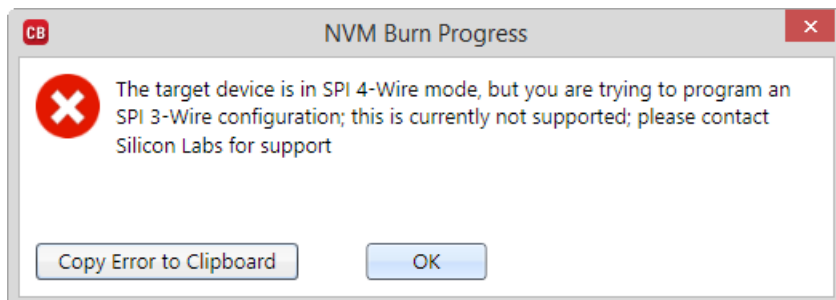 CB
NVM Burn Progress
The target device is in SPI 4-Wire mode, but you are trying to program an
SPI 3-Wire configuration; this is currently not supported; please contact
Silicon Labs for support
Copy Error to Clipboard
OK